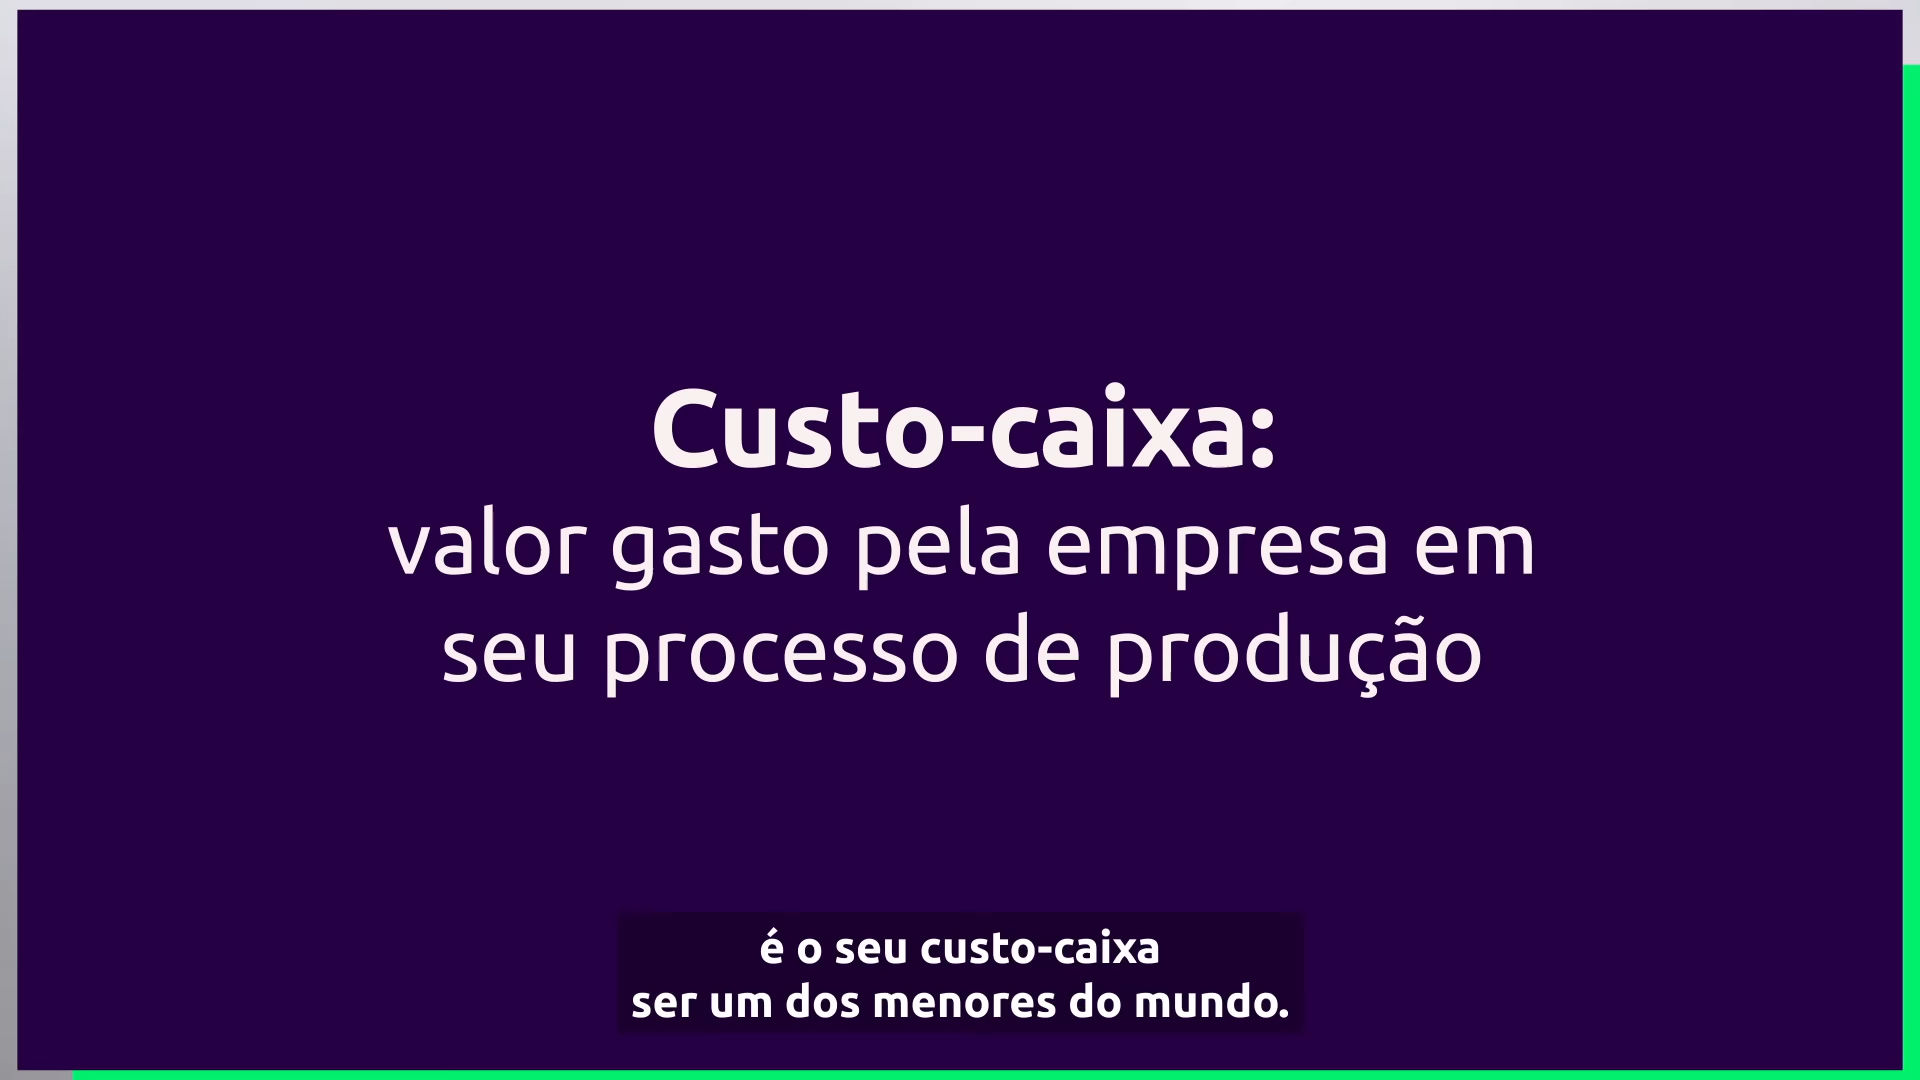 Custo-caixa:
valor gasto pela empresa em
seu processo de produção
é o seu custo-caixa
ser um dos menores do mundo.